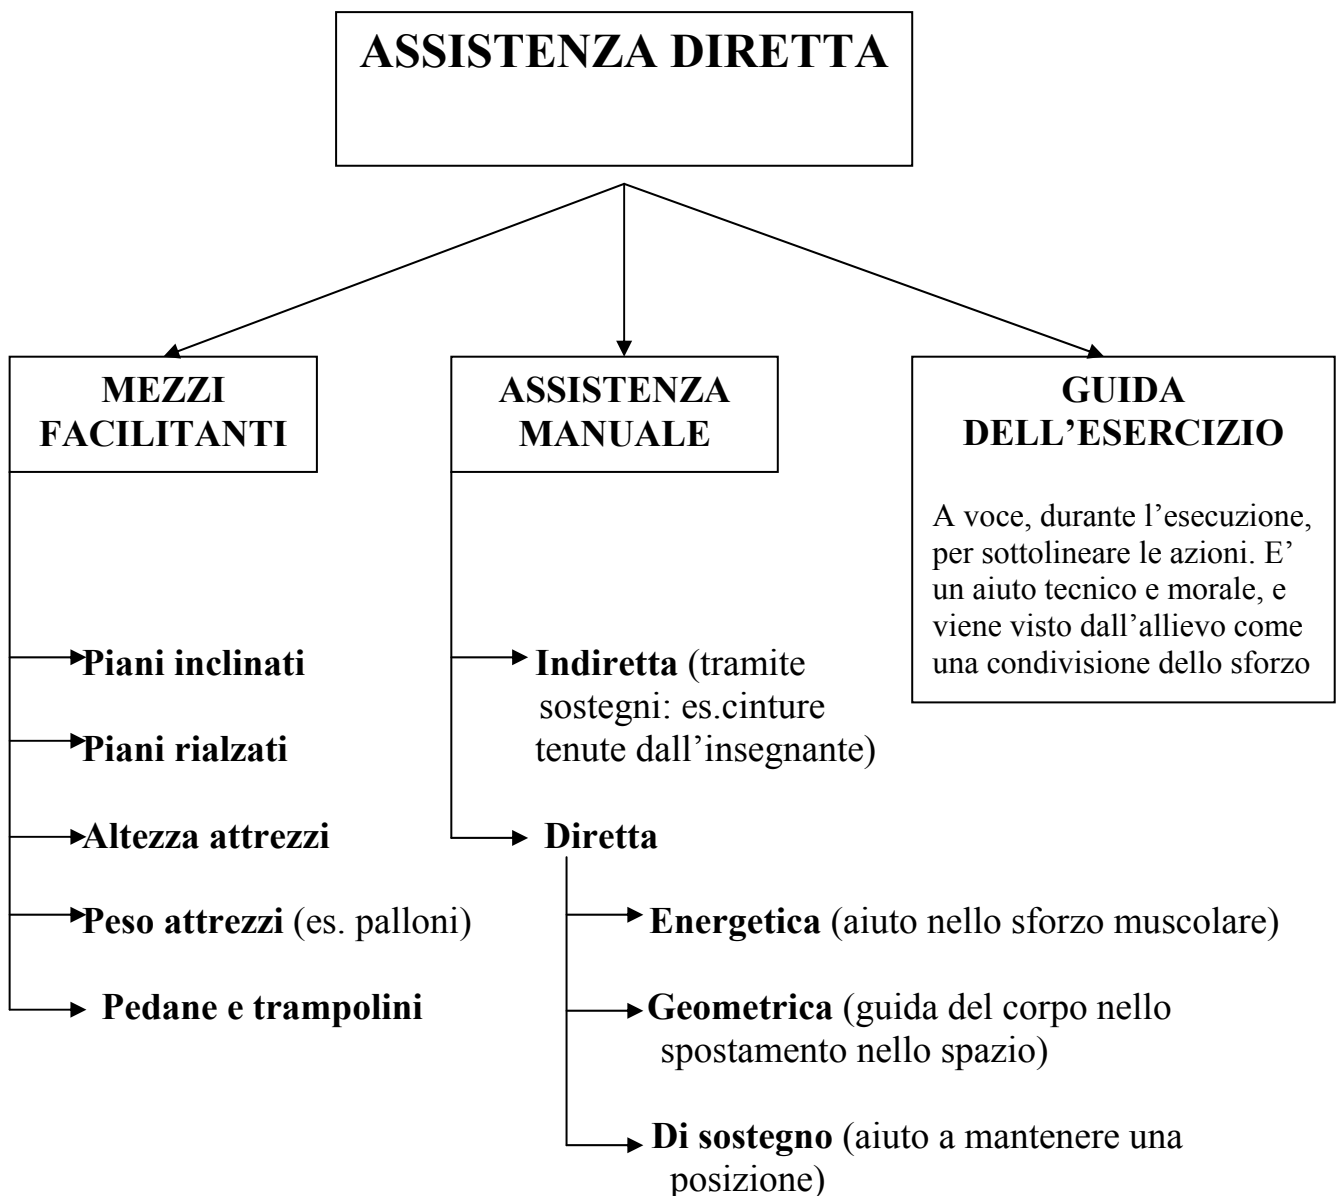 ASSISTENZA DIRETTA
MEZZI
FACILITANTI
Piani inclinati
Piani rialzati
Altezza attrezzi
Peso attrezzi (es. palloni)
Pedane e trampolini
ASSISTENZA
MANUALE
Indiretta (tramite
sostegni: es.cinture
tenute dall’insegnante)
Diretta
Energetica (aiuto nello sforzo muscolare)
Geometrica (guida del corpo nello
spostamento nello spazio)
Di sostegno (aiuto a mantenere una
posizione)
GUIDA
DELL’ESERCIZIO
A voce, durante l’esecuzione,
per sottolineare le azioni. E’
un aiuto tecnico e morale, e
viene visto dall’allievo come
una condivisione dello sforzo